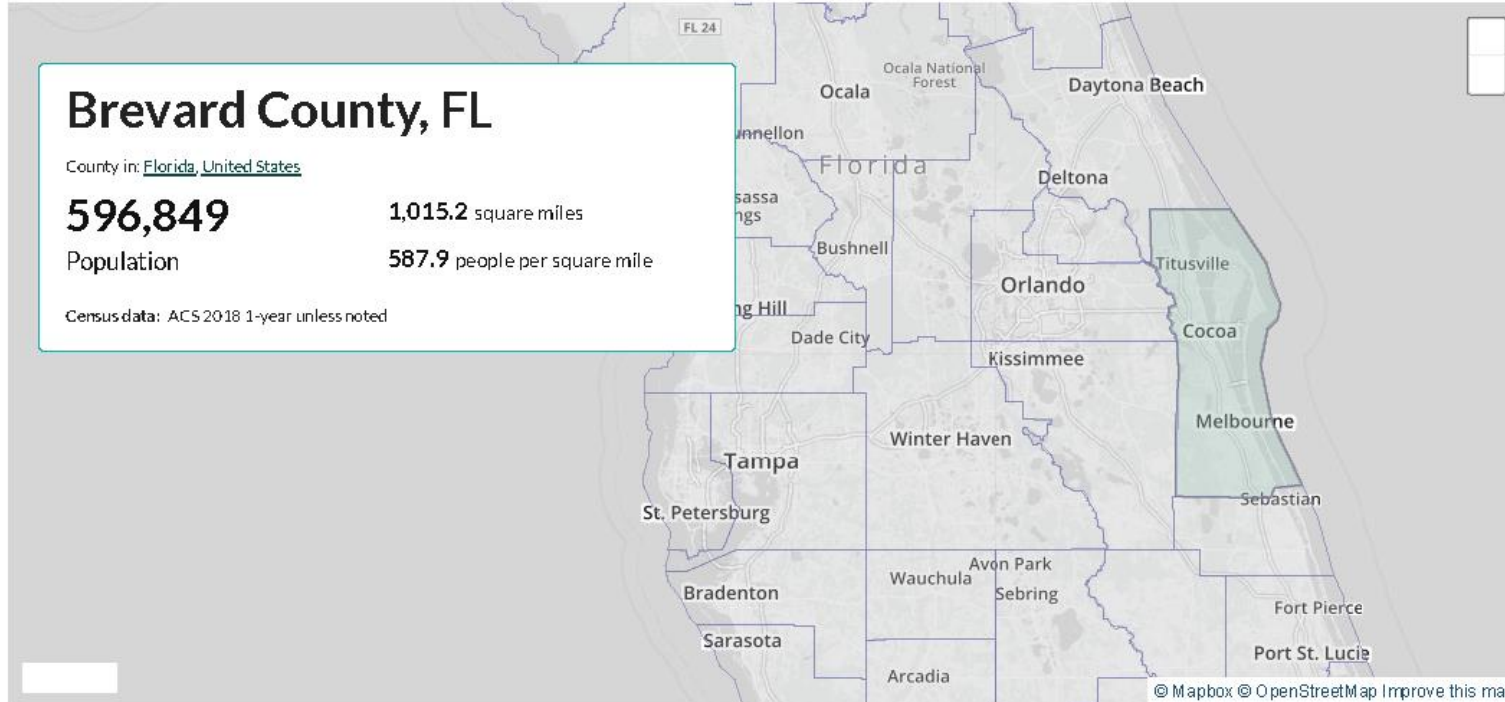 FL 24
Ocala National
Forest
Daytona Beach
Ocala
Brevard County, FL
County in: Florida, United States
596,849
Population
1,015.2 square miles
587.9 people per square mile
Census data: ACS 2018 1-year unless noted
Florida
Deltona
Bushnell
Titusville
Orlando
Cocoa
Dade City
Kissimmee
Melbourne
Winter Haven
Tampa
Sebastian
St. Petersburg
Avon Park
Wauchula
Sebring
Bradenton
Fort Pierce
Sarasota
Port St. Lucie
Arcadia
© Mapbox © OpenStreetMap Improve this ma